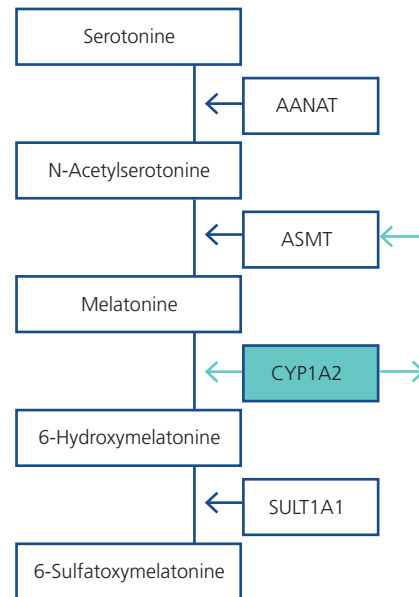 Serotonine
AANAT
N-Acetylserotonine
ASMT
Melatonine
CYP1A2
6-Hydroxymelatonine
SULT1A1
6-Sulfatoxymelatonine